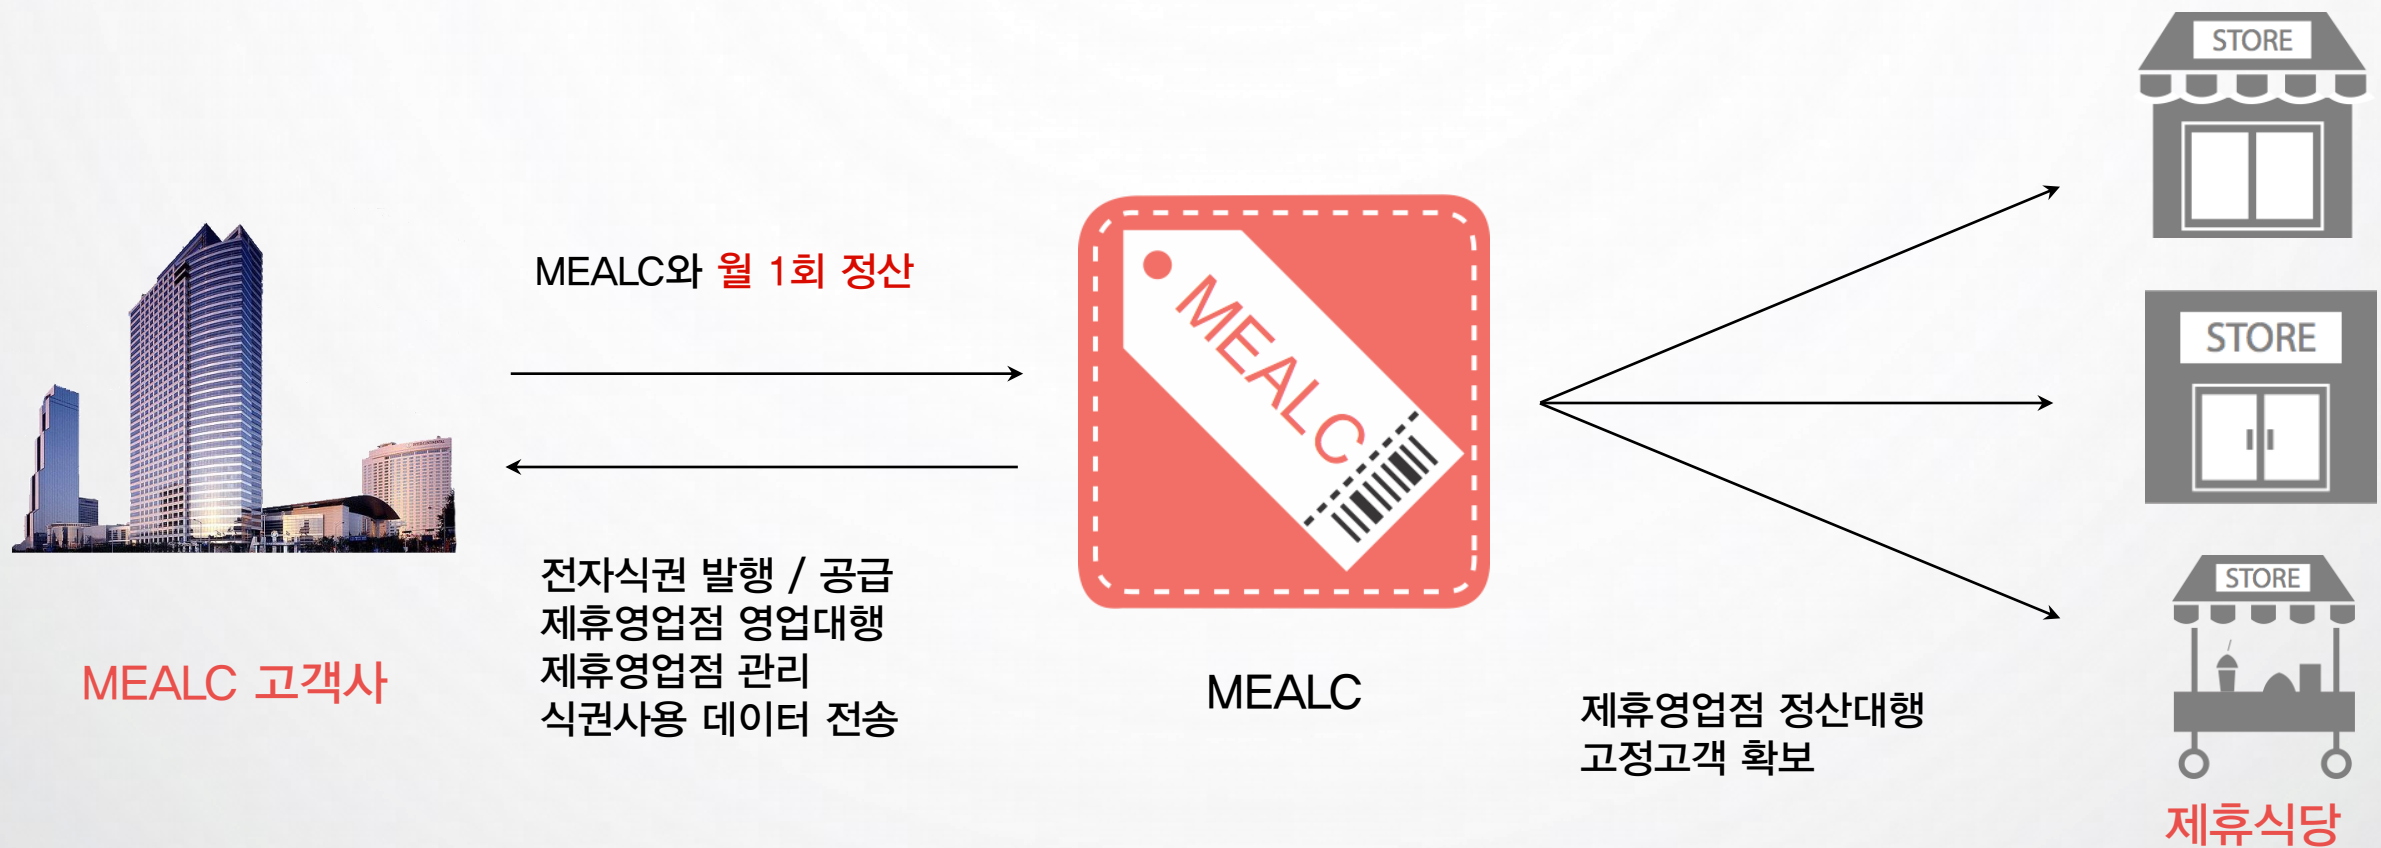 STORE
MEALC와 월 1회 정산
MEALC
STORE
전자식권 발행 / 공급
제휴영업점 영업대행
제휴영업점 관리
식권사용 데이터 전송
STORE
MEALC 고객사
MEALC
제휴영업점 정산대행
고정고객 확보
제휴식당